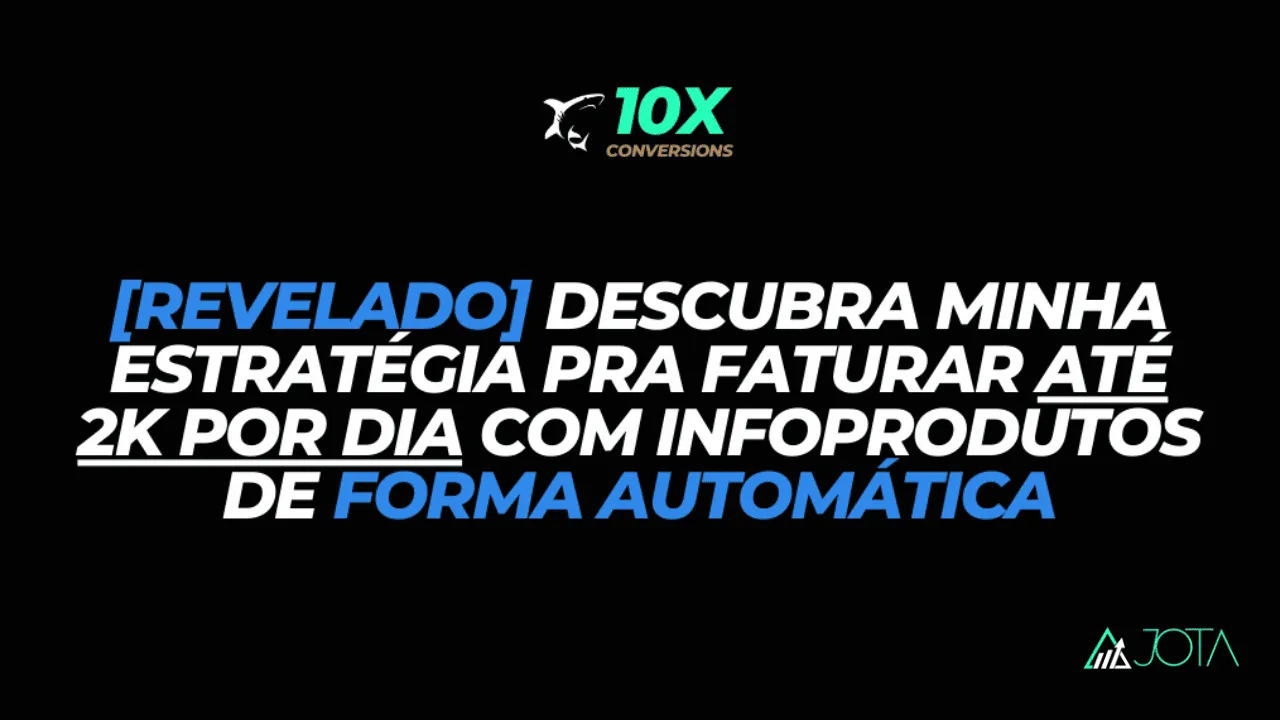 10X
CONVERSIONS
[REVELADO] DESCUBRA MINHA
ESTRATÉGIA PRA FATURAR ATÉ
2K POR DIA COM INFOPRODUTOS
DE FORMA AUTOMÁTICA
JOTA